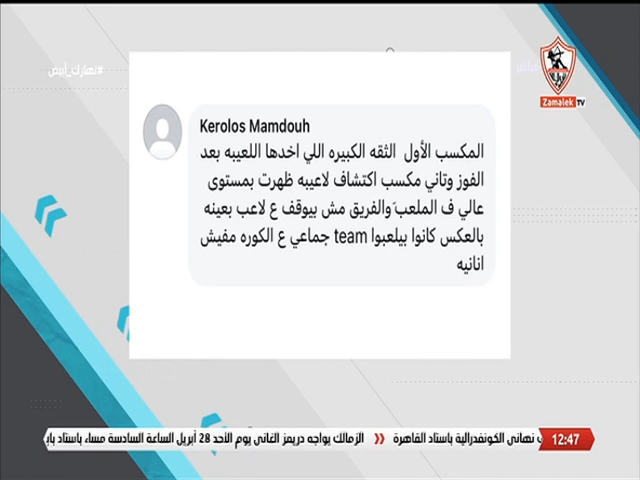 #نهارك_أبيض
Zamalek TV
Kerolos Mamdouh
المكسب الأول الثقه الكبيره اللي اخدها اللعيبه بعد
الفوز وتاني مكسب اكتشاف لاعيبه ظهرت بمستوى
عالي ف الملعب َوالفريق مش بيوقف ع لاعب بعينه
بالعكس كانوا بيلعبوا team جماعي ع الكوره مفيش
انانيه
12:47
نهائى الكونفدرالية باستاد القاهرة » الزمالك يواجه دريمز الغانى يوم الأحد 28 أبريل الساعة السادسة مساء باستاد